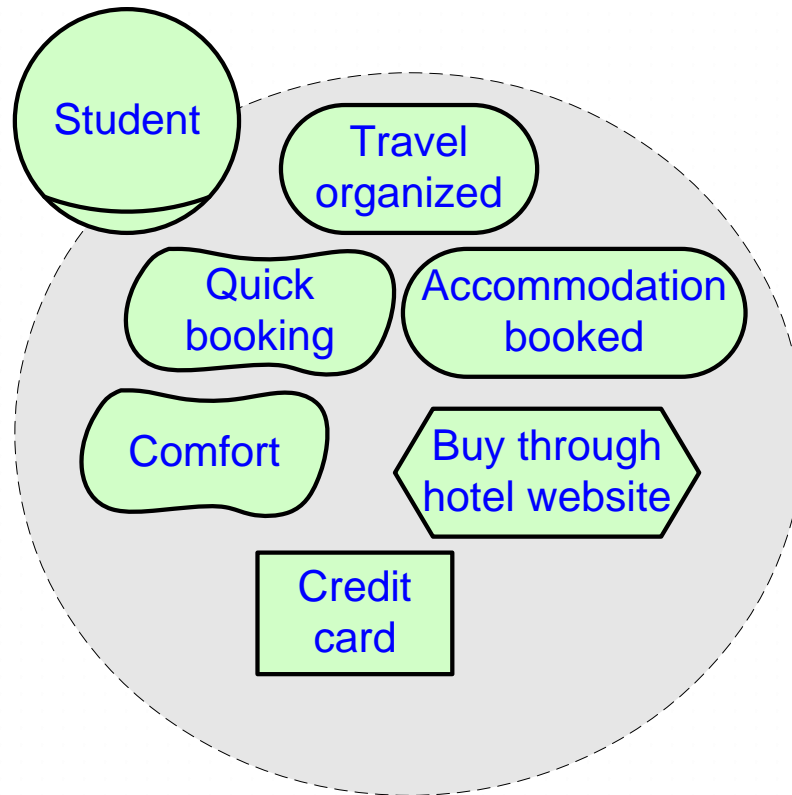 Student
Travel
organized
Quick
booking
Accommodation
booked
Comfort
Buy through
hotel website
Credit
card